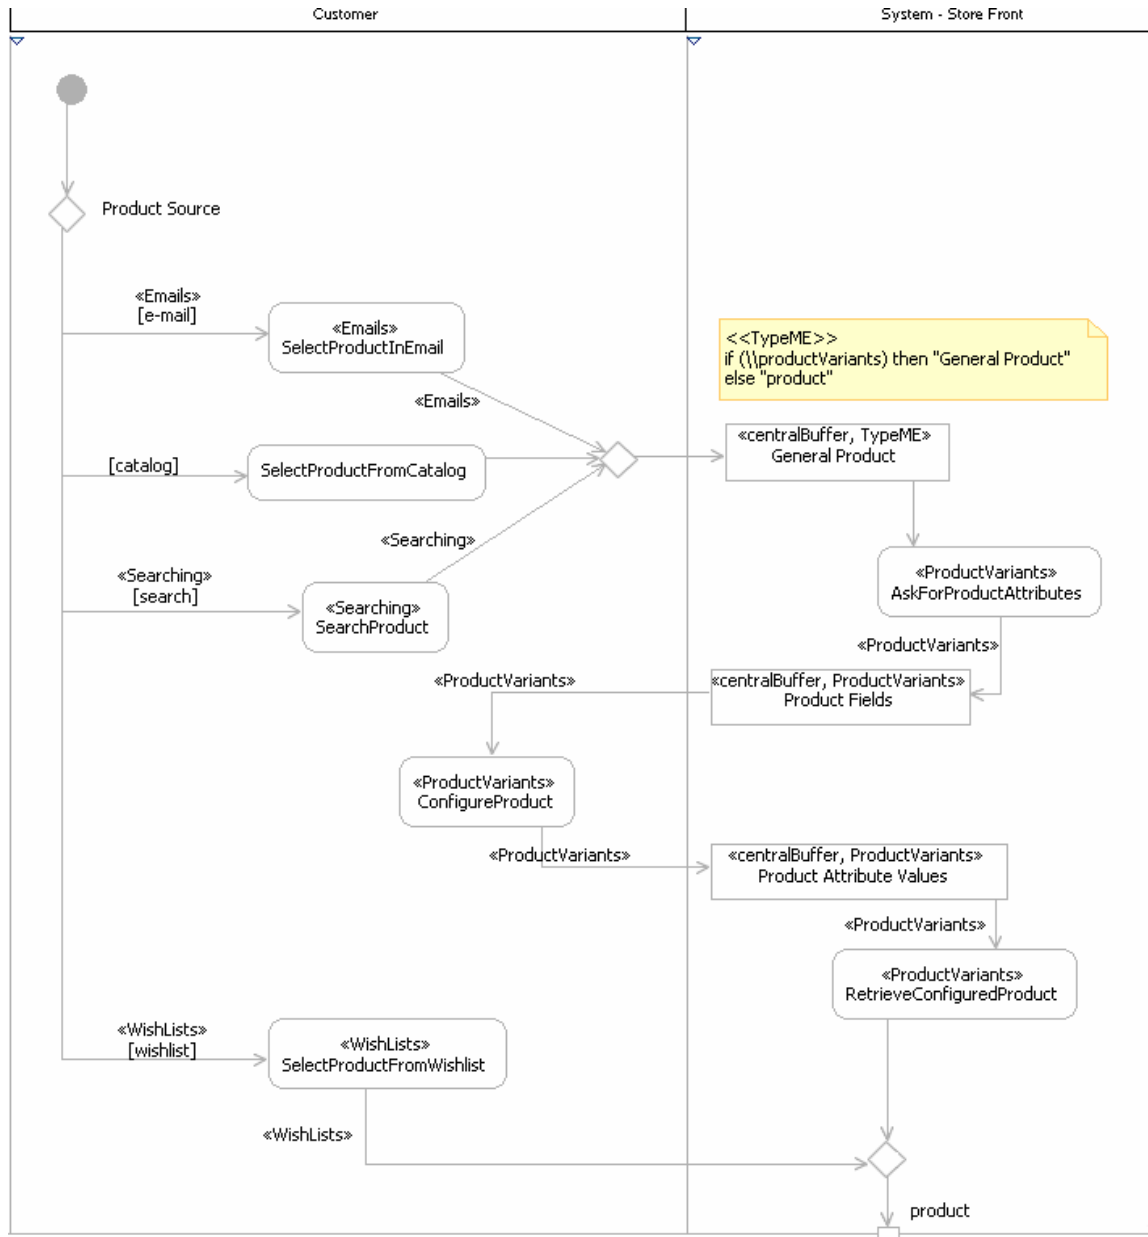 Customer
System - Store Front
Product Source
«Emails»
[e-mail]
«Emails»
SelectProductInEmail
«Emails»
<<TypeME>>
if (\\productVariants) then "General Product"
else "product"
[catalog]
SelectProductFromCatalog
«centralBuffer, TypeME»
General Product
«Searching»
«Searching»
[search]
«Searching»
SearchProduct
«ProductVariants»
AskForProductAttributes
«ProductVariants»
«ProductVariants»
«centralBuffer, ProductVariants»
Product Fields
«ProductVariants»
ConfigureProduct
«ProductVariants»
«centralBuffer, ProductVariants»
Product Attribute Values
«ProductVariants»
«ProductVariants»
RetrieveConfiguredProduct
«WishLists»
[wishlist]
«WishLists»
SelectProductFromWishlist
«WishLists»
product